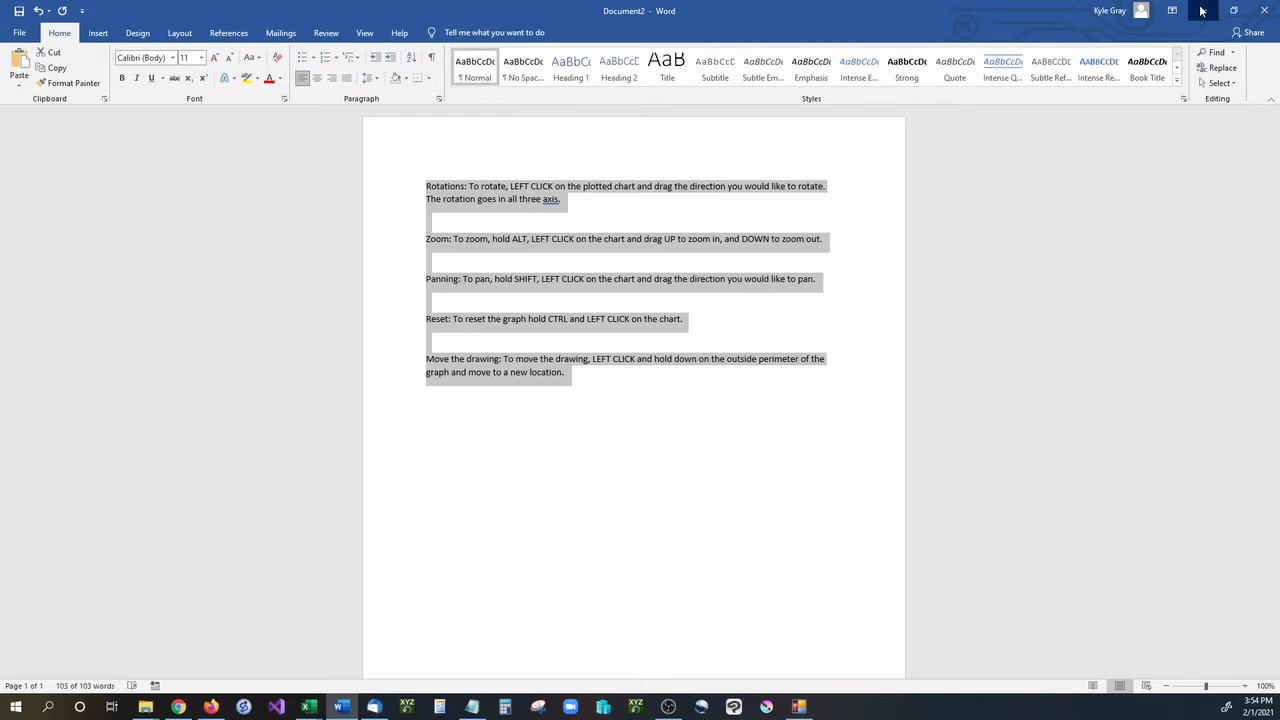 Document2 - Word
Kyle Gray
File Home Insert Design Layout References Mailings Review View Help Tell me what you want to do Share
Paste Cut Copy Format Painter
Clipboard
Calibri (Body) 11
Font
Paragraph
AaBbCcDc AaBbCcDc AaBbCc AaBbCcD AaB AaBbCcD AaBbCcDc AaBbCcDc AaBbCcDc AaBbCcDc AaBbCcDc AaBbCcDc AaBbCcDc AaBbCcDc AaBbCcDc
¶ Normal ¶ No Spac... Heading 1 Heading 2 Title Subtitle Subtle Em... Emphasis Intense E... Strong Quote Intense Q... Subtle Ref... Intense Re... Book Title
Styles
Find
Replace
Select
Editing
Rotations: To rotate, LEFT CLICK on the plotted chart and drag the direction you would like to rotate.
The rotation goes in all three axis.
Zoom: To zoom, hold ALT, LEFT CLICK on the chart and drag UP to zoom in, and DOWN to zoom out.
Panning: To pan, hold SHIFT, LEFT CLICK on the chart and drag the direction you would like to pan.
Reset: To reset the graph hold CTRL and LEFT CLICK on the chart.
Move the drawing: To move the drawing, LEFT CLICK and hold down on the outside perimeter of the
graph and move to a new location.
Page 1 of 1 103 of 103 words 100%
3:54 PM
2/1/2021